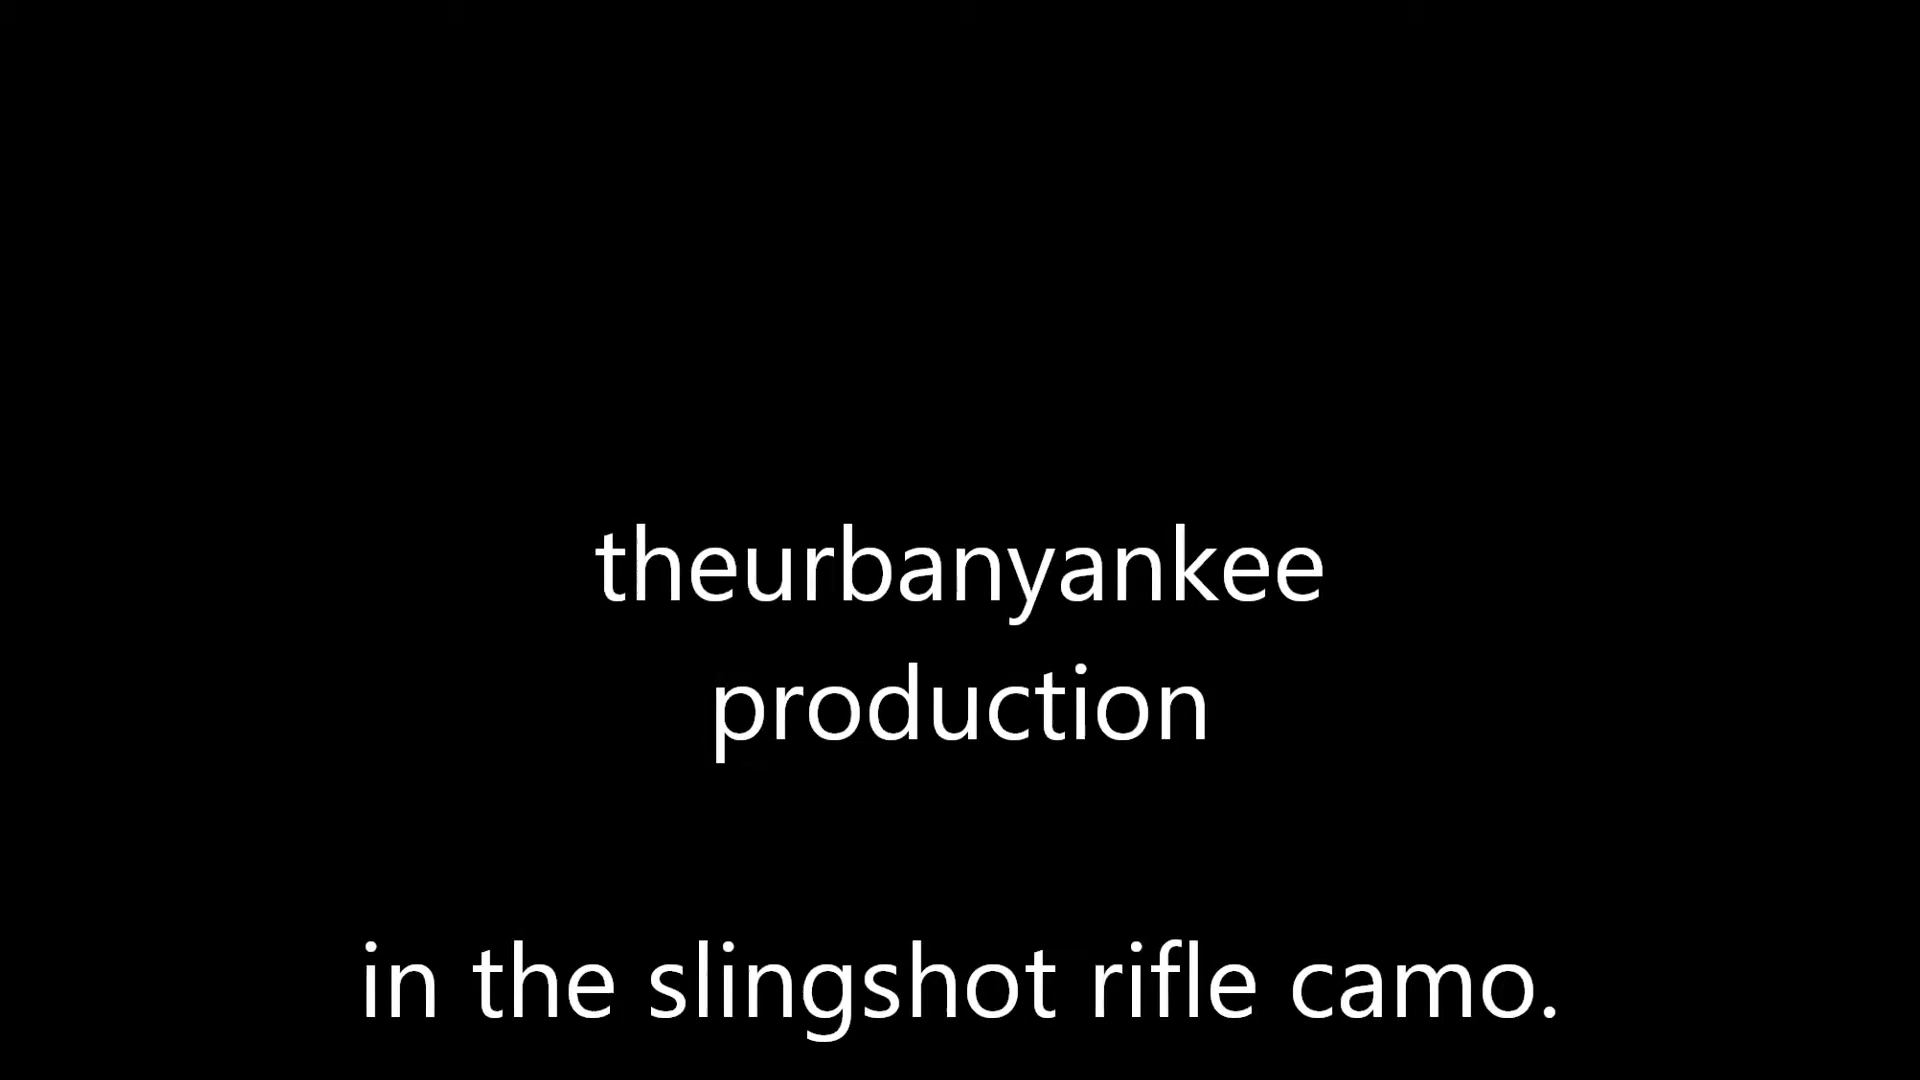 theurbanyankee
production
in the slingshot rifle camo.